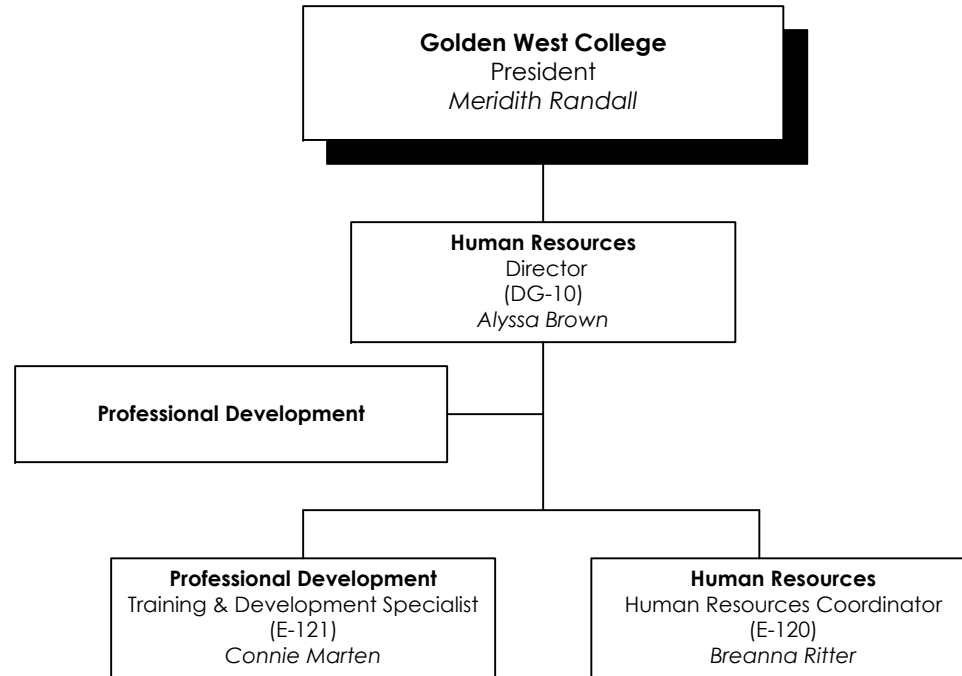 Golden West College
President
Meridith Randall
Human Resources
Director
(DG-10)
Alyssa Brown
Professional Development
Professional Development
Training & Development Specialist
(E-121)
Connie Marten
Human Resources
Human Resources Coordinator
(E-120)
Breanna Ritter